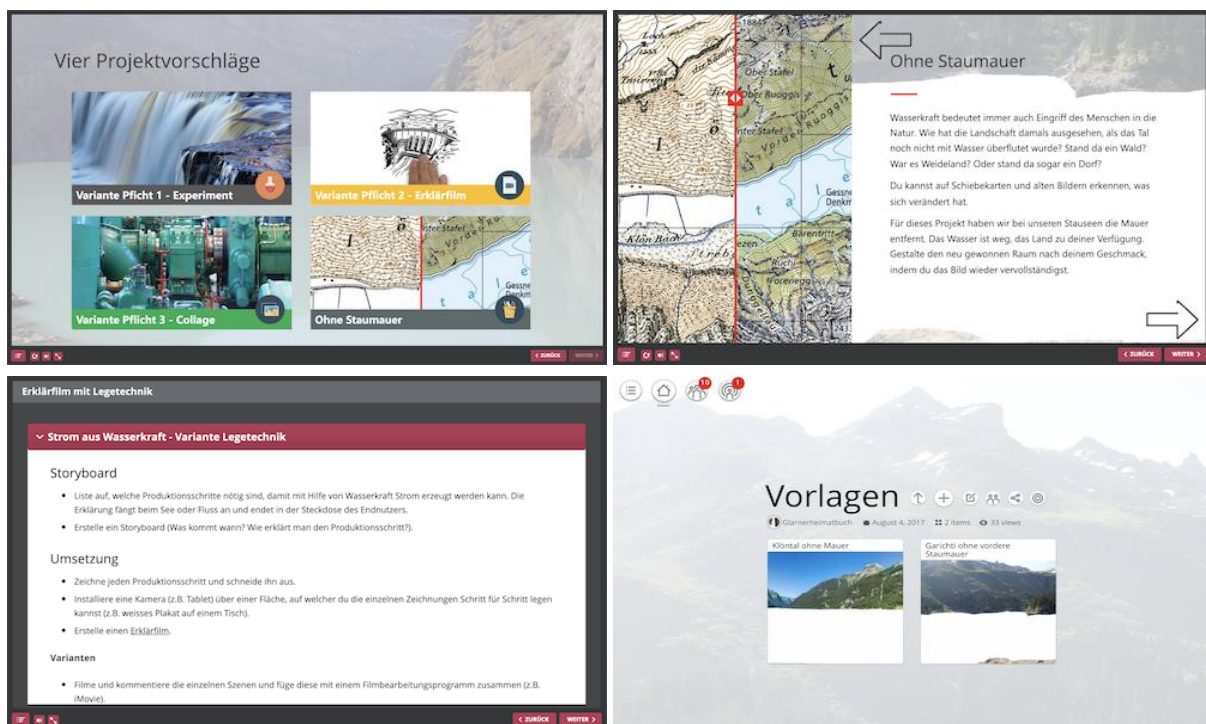 Vier Projektvorschläge
Variante Pflicht 1 - Experiment
Variante Pflicht 2 - Erklärfilm
Variante Pflicht 3 - Collage
Ohne Staumauer
< ZURÜCK
WEITER >
Ohne Staumauer
Wasserkraft bedeutet immer auch Eingriff des Menschen in die
Natur. Wie hat die Landschaft damals ausgesehen, als das Tal
noch nicht mit Wasser überflutet wurde? Stand da ein Wald?
War es Weideland? Oder stand da sogar ein Dorf?
Du kannst auf Schiebekarten und alten Bildern erkennen, was
sich verändert hat.
Für dieses Projekt haben wir bei unseren Stauseen die Mauer
entfernt. Das Wasser ist weg, das Land zu deiner Verfügung.
Gestalte den neu gewonnen Raum nach deinem Geschmack,
indem du das Bild wieder vervollständigst.
Ober Stafel
Ober Ruoggis
Klön Bach
Bärentritt
< ZURÜCK
WEITER >
Erklärfilm mit Legetechnik
Strom aus Wasserkraft - Variante Legetechnik
Storyboard
• Liste auf, welche Produktionsschritte nötig sind, damit mit Hilfe von Wasserkraft Strom erzeugt werden kann. Die
Erklärung fängt beim See oder Fluss an und endet in der Steckdose des Endnutzers.
• Erstelle ein Storyboard (Was kommt wann? Wie erklärt man den Produktionsschritt?).
Umsetzung
• Zeichne jeden Produktionsschritt und schneide ihn aus.
• Installiere eine Kamera (z.B. Tablet) über einer Fläche, auf welcher du die einzelnen Zeichnungen Schritt für Schritt legen
kannst (z.B. weisses Plakat auf einem Tisch).
• Erstelle einen Erklärfilm.
Varianten
• Filme und kommentiere die einzelnen Szenen und füge diese mit einem Filmbearbeitungsprogramm zusammen (z.B.
iMovie).
< ZURÜCK
WEITER >
10
1
Vorlagen
Glarnerheimatbuch August 4, 2017 2 items 33 views
Klöntal ohne Mauer
Garichti ohne vordere
Staumauer